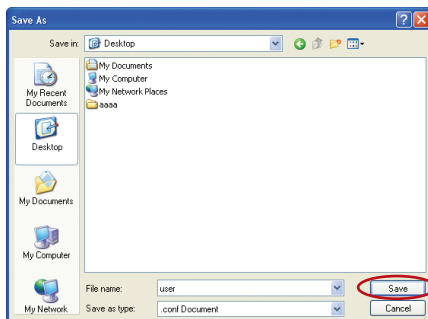 Save As
Save in: Desktop
My Documents
My Computer
My Network Places
aaaa
My Recent
Documents
Desktop
My Documents
My Computer
My Network
File name: user Save
Save as type: .conf Document Cancel